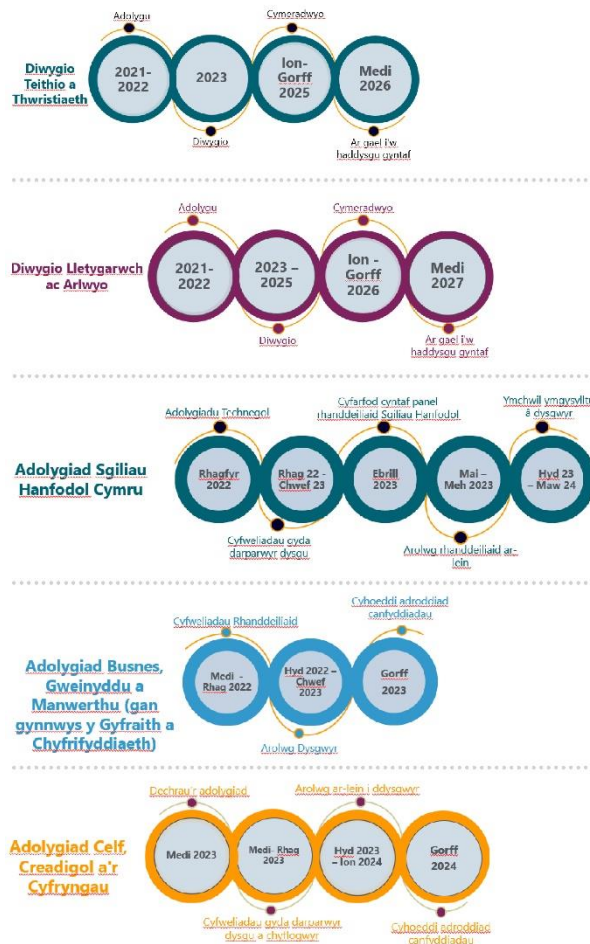 Adolygu
Cymeradwyo
Diwygio
Teithio a
Thwristiaeth
2021-
2022
2023
Ion-
Gorff
2025
Medi
2026
Diwygio
Ar gael i'w
haddysgu gyntaf
Adolygu
Cymeradwyo
Diwygio Lletygarwch
ac Arlwyo
2021-
2022
2023 –
2025
Ion -
Gorff
2026
Medi
2027
Diwygio
Ar gael i'w
haddysgu gyntaf
Adolygiadu Technegol
Cyfarfod cyntaf panel
rhanddeiliaid Sgiliau Hanfodol
Ymchwil ymgysylltu
â dysgwyr
Adolygiad Sgiliau
Hanfodol Cymru
Rhagfyr
2022
Rhag 22 -
Chwef 23
Ebrill
2023
Mai –
Meh 2023
Hyd 23
– Maw 24
Cyfweliadau gyda
darparwyr dysgu
Arolwg rhanddeiliaid ar-
lein
Cyfweliadau Rhanddeiliaid
Cyhoeddi adroddiad
canfyddiadau
Adolygiad Busnes,
Gweinyddu a
Manwerthu (gan
gynnwys y Gyfraith a
Chyfrifyddiaeth)
Medi -
Rhag 2022
Hyd 2022 –
Chwef
2023
Gorff
2023
Arolwg Dysgwyr
Dechrau'r adolygiad
Arolwg ar-lein i ddysgwyr
Adolygiad Celf,
Creadigol a'r
Cyfryngau
Medi 2023
Medi- Rhag
2023
Hyd 2023
– Ion 2024
Gorff
2024
Cyfweliadau gyda darparwyr
dysgu a chyflogwyr
Cyhoeddi adroddiad
canfyddiadau